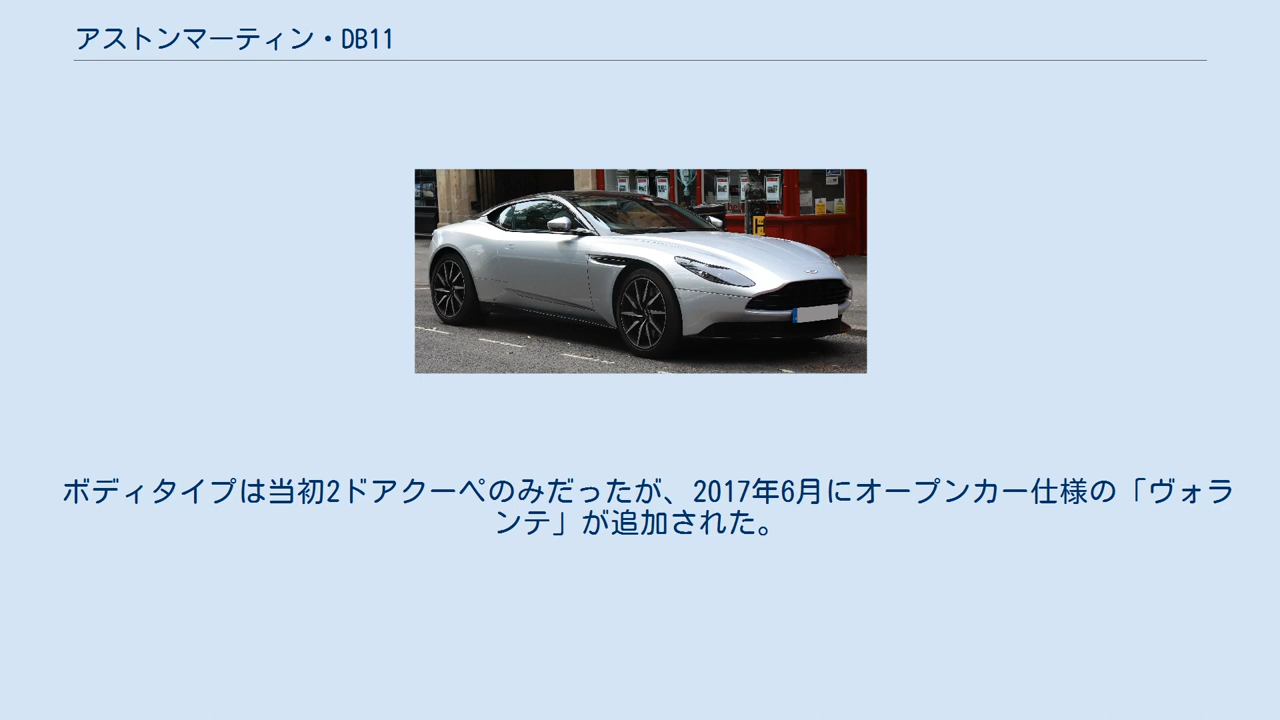 アストンマーティン・DB11
ボディタイプは当初2ドアクーペのみだったが、2017年6月にオープンカー仕様の「ヴォラ
ンテ」が追加された。